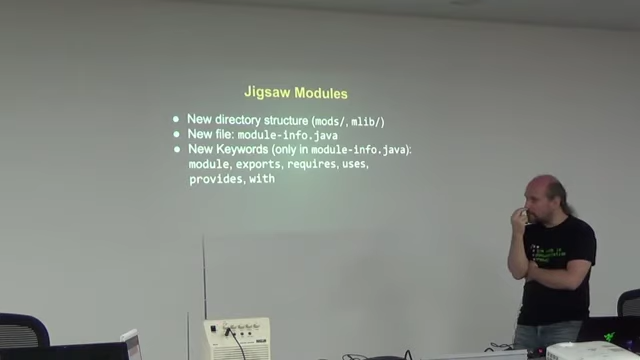 Jigsaw Modules
● New directory structure (mods/, mlib/)
● New file: module-info.java
● New Keywords (only in module-info.java):
module, exports, requires, uses,
provides, with